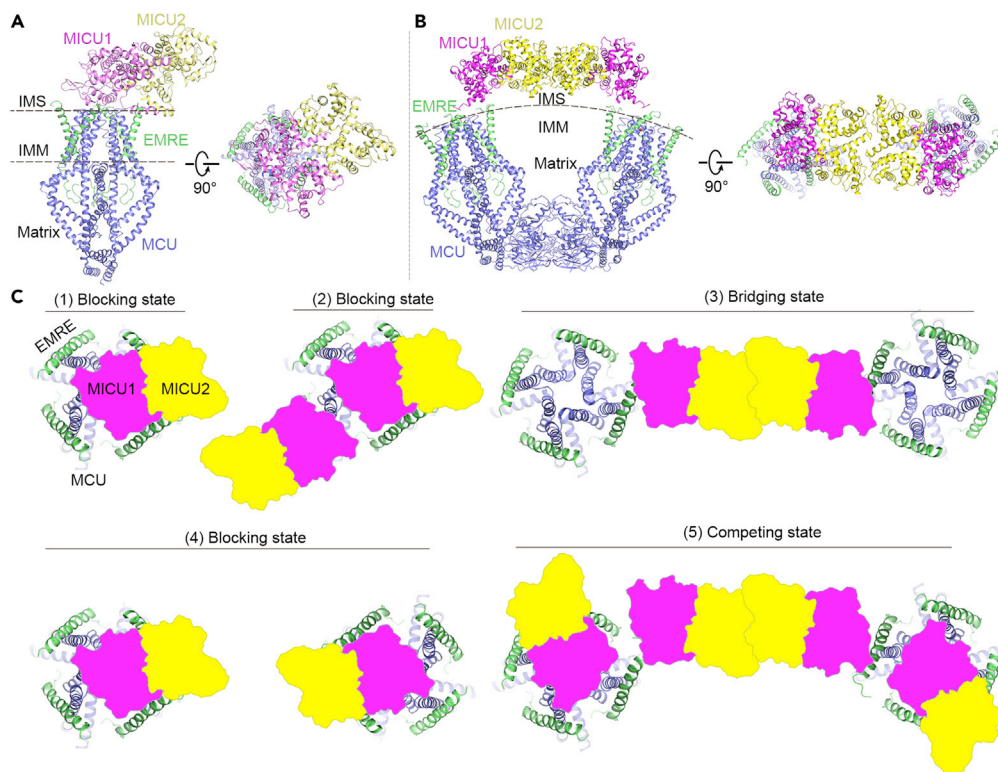 A
MICU1
MICU2
IMS
IMM
EMRE
Matrix
MCU
90°
B
MICU1
MICU2
EMRE
IMS
IMM
Matrix
MCU
90°
C
(1) Blocking state
(2) Blocking state
(3) Bridging state
EMRE
MICU1
MICU2
MCU
(4) Blocking state
(5) Competing state